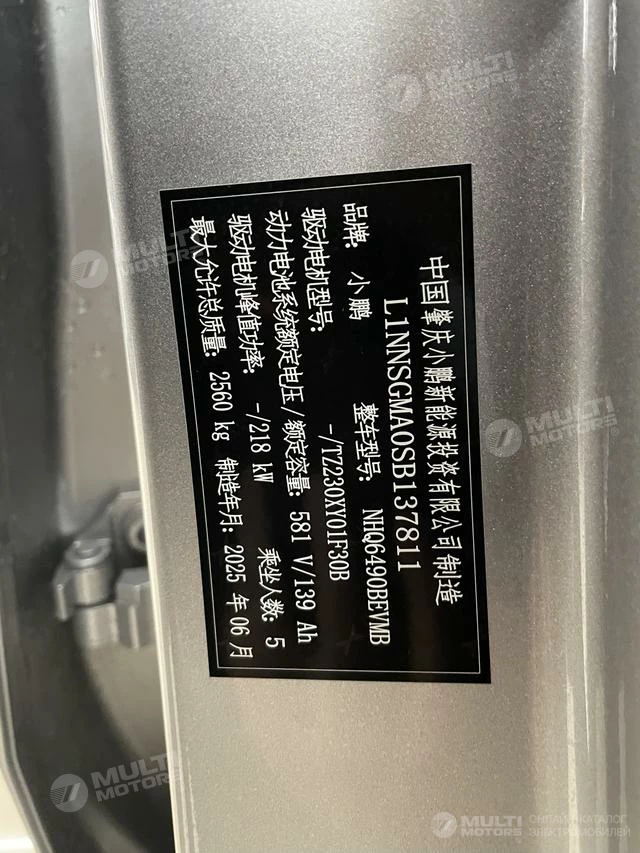 中国肇庆小鹏新能源投资有限公司制造
L1NNSGMA0SB137811
品牌: 小鹏 整车型号: NHQ6490BEVMB
驱动电机型号: -/TZ230XY01F30B
动力电池系统额定电压/额定容量: 581 V/139 Ah
驱动电机峰值功率: -/218 kW 乘坐人数: 5
最大允许总质量: 2560 kg 制造年月: 2025 年 06 月
MULTI MOTORS
MULTI MOTORS
MULTI MOTORS
MULTI MOTORS
MULTI MOTORS ОНЛАЙН-КАТАЛОГ ЭЛЕКТРОМОБИЛЕЙ